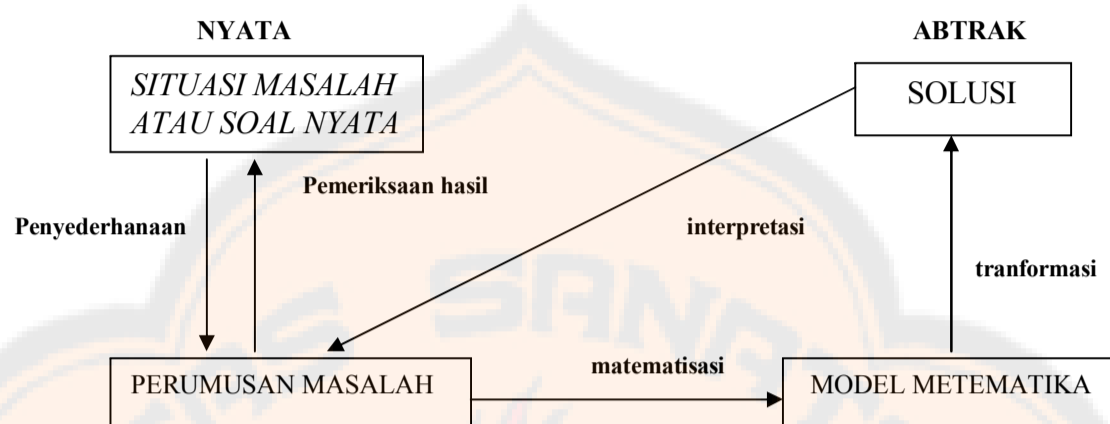 NYATA
ABTRAK
SITUASI MASALAH
ATAU SOAL NYATA
SOLUSI
Pemeriksaan hasil
Penyederhanaan
interpretasi
tranformasi
matematisasi
PERUMUSAN MASALAH
MODEL METEMATIKA